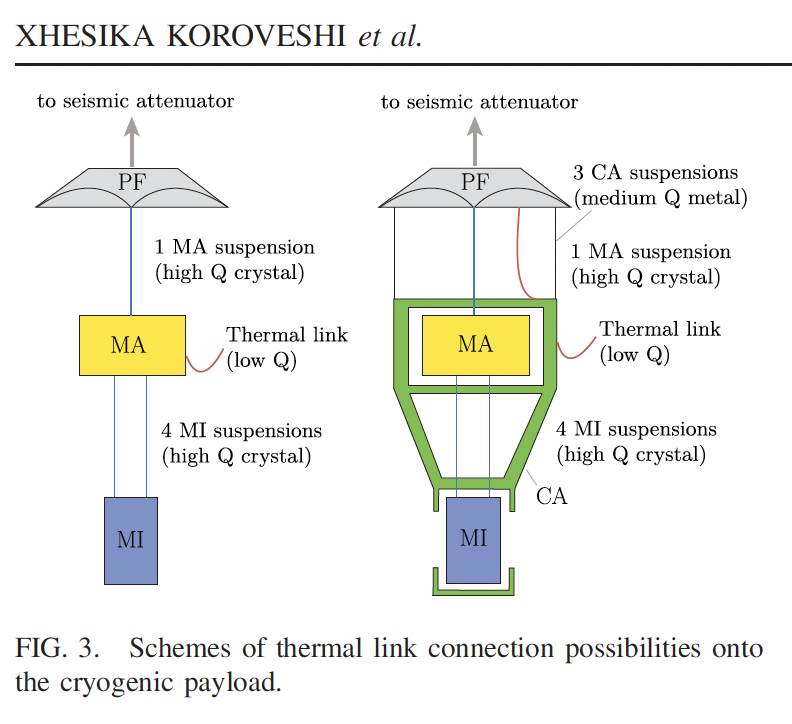 XHESIKA KOROVESHI et al.
to seismic attenuator
PF
1 MA suspension
(high Q crystal)
MA
Thermal link
(low Q)
4 MI suspensions
(high Q crystal)
MI
to seismic attenuator
PF
3 CA suspensions
(medium Q metal)
1 MA suspension
(high Q crystal)
MA
Thermal link
(low Q)
4 MI suspensions
(high Q crystal)
CA
MI
FIG. 3. Schemes of thermal link connection possibilities onto
the cryogenic payload.